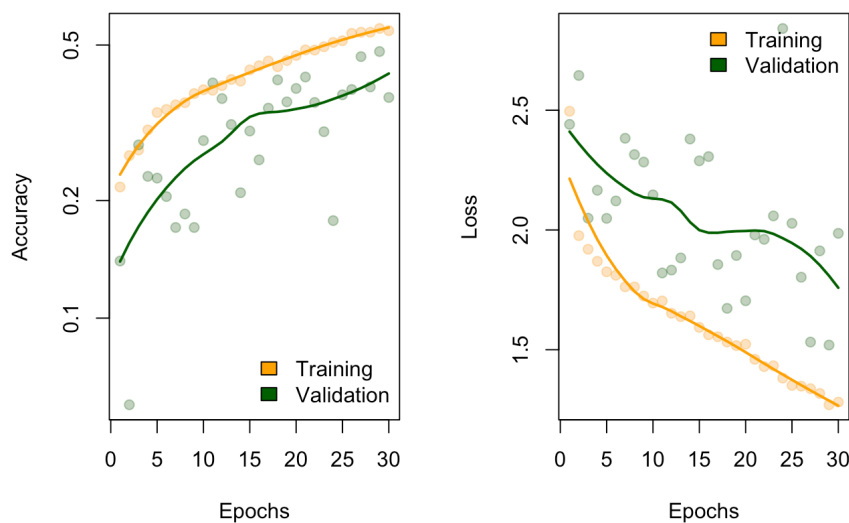 Accuracy
0.5
0.2
0.1
Training
Validation
0 5 10 15 20 25 30
Epochs
Loss
2.5
2.0
1.5
Training
Validation
0 5 10 15 20 25 30
Epochs